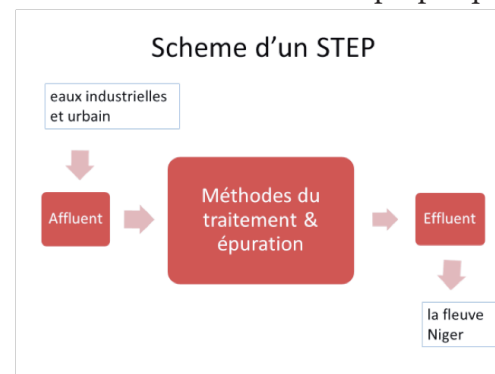 Scheme d'un STEP
eaux industrielles
et urbain
Affluent
Méthodes du
traitement &
épuration
Effluent
la fleuve
Niger